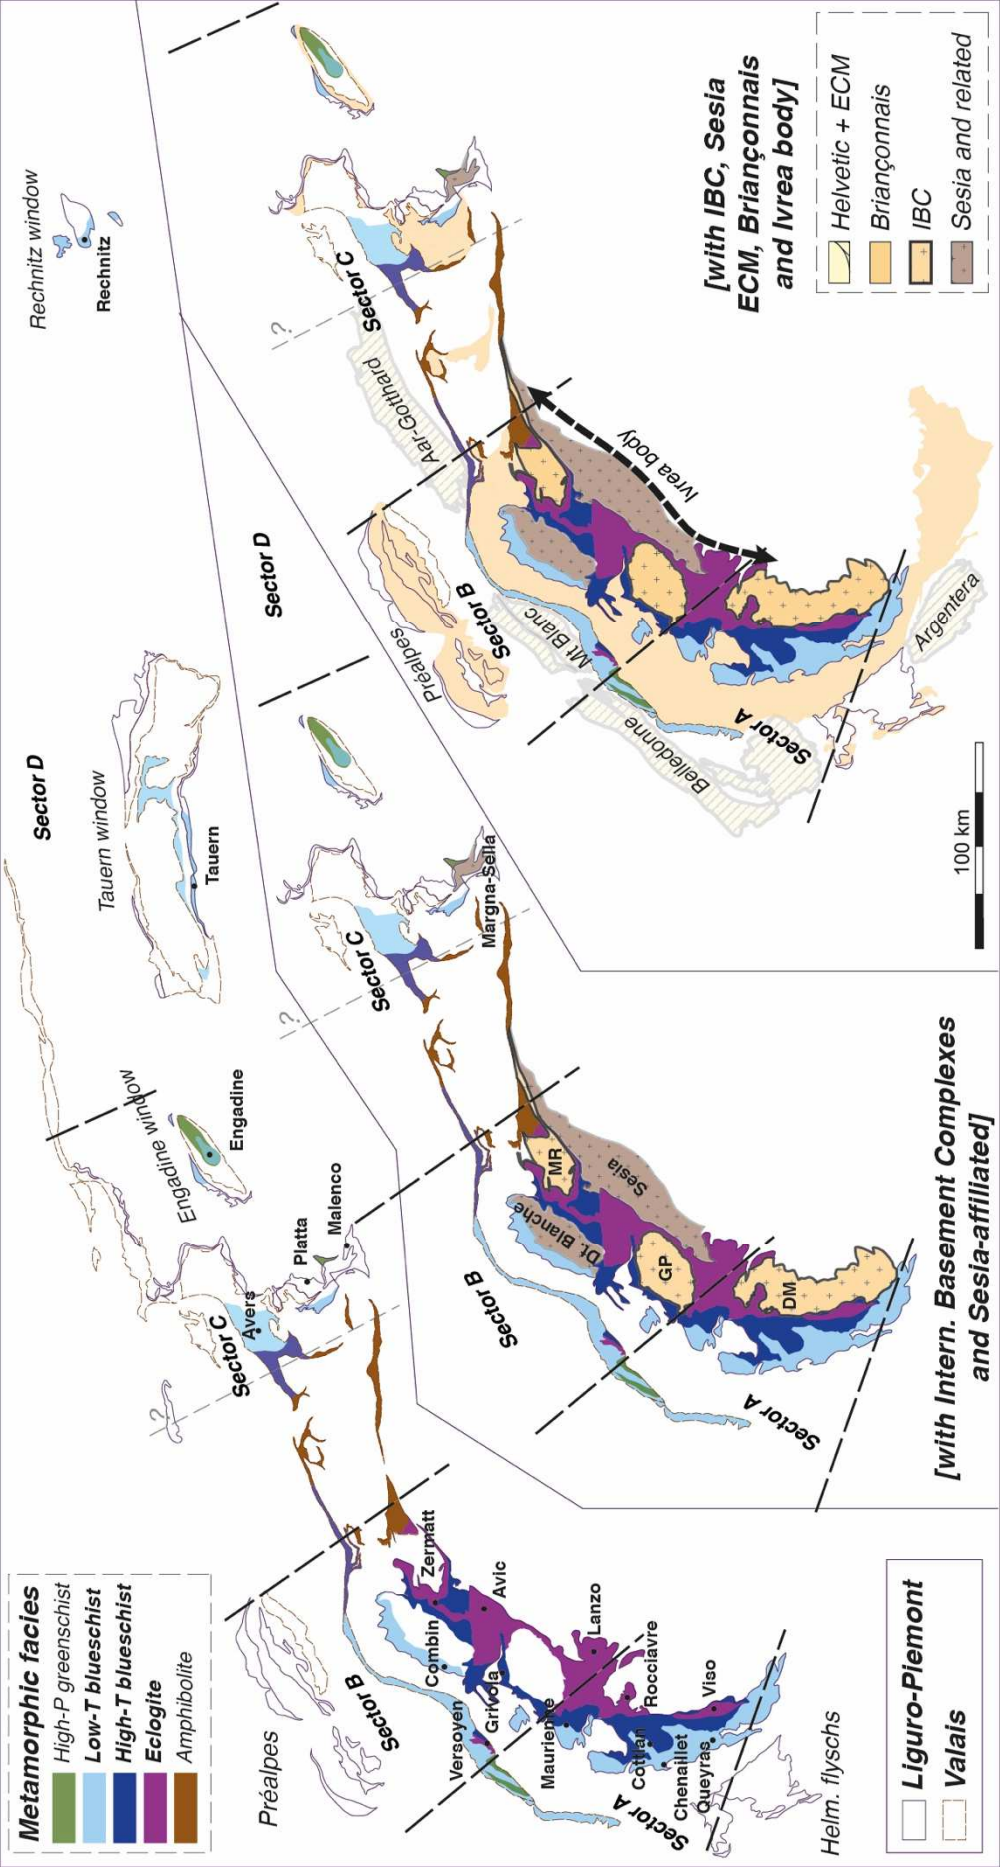 Metamorphic facies
High-P greenschist
Low-T blueschist
High-T blueschist
Eclogite
Amphibolite
Préalpes
Sector B
Versoyen
Combin
Grivola
Zermatt
Avic
Maurienne
Lanzo
Rocciavre
Viso
Cottian
Chenaillet
Queyras
Sector A
Helm. flyschs
Liguro-Piemont
Valais
?
Sector C
Avers
Platta
Malenco
Engadine window
Engadine
Sector D
Tauern window
Tauern
Rechnitz window
Rechnitz
?
Sector C
Margna-Sella
Sector B
Dt. Blanche
MR
Sesia
GP
DM
Sector A
[with Intern. Basement Complexes
and Sesia-affiliated]
Sector D
?
Sector C
Aar-Gotthard
Préalpes
Sector B
Mt Blanc
Belledonne
Ivrea body
Sector A
Argentera
100 km
[with IBC, Sesia
ECM, Briançonnais
and Ivrea body]
Helvetic + ECM
Briançonnais
IBC
Sesia and related